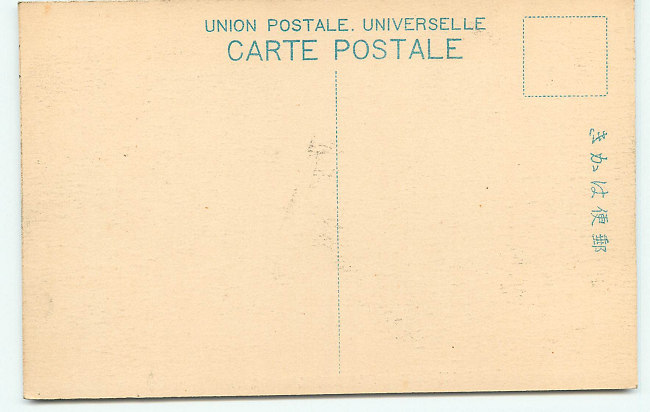 UNION POSTALE. UNIVERSELLE
CARTE POSTALE
きかは便郵